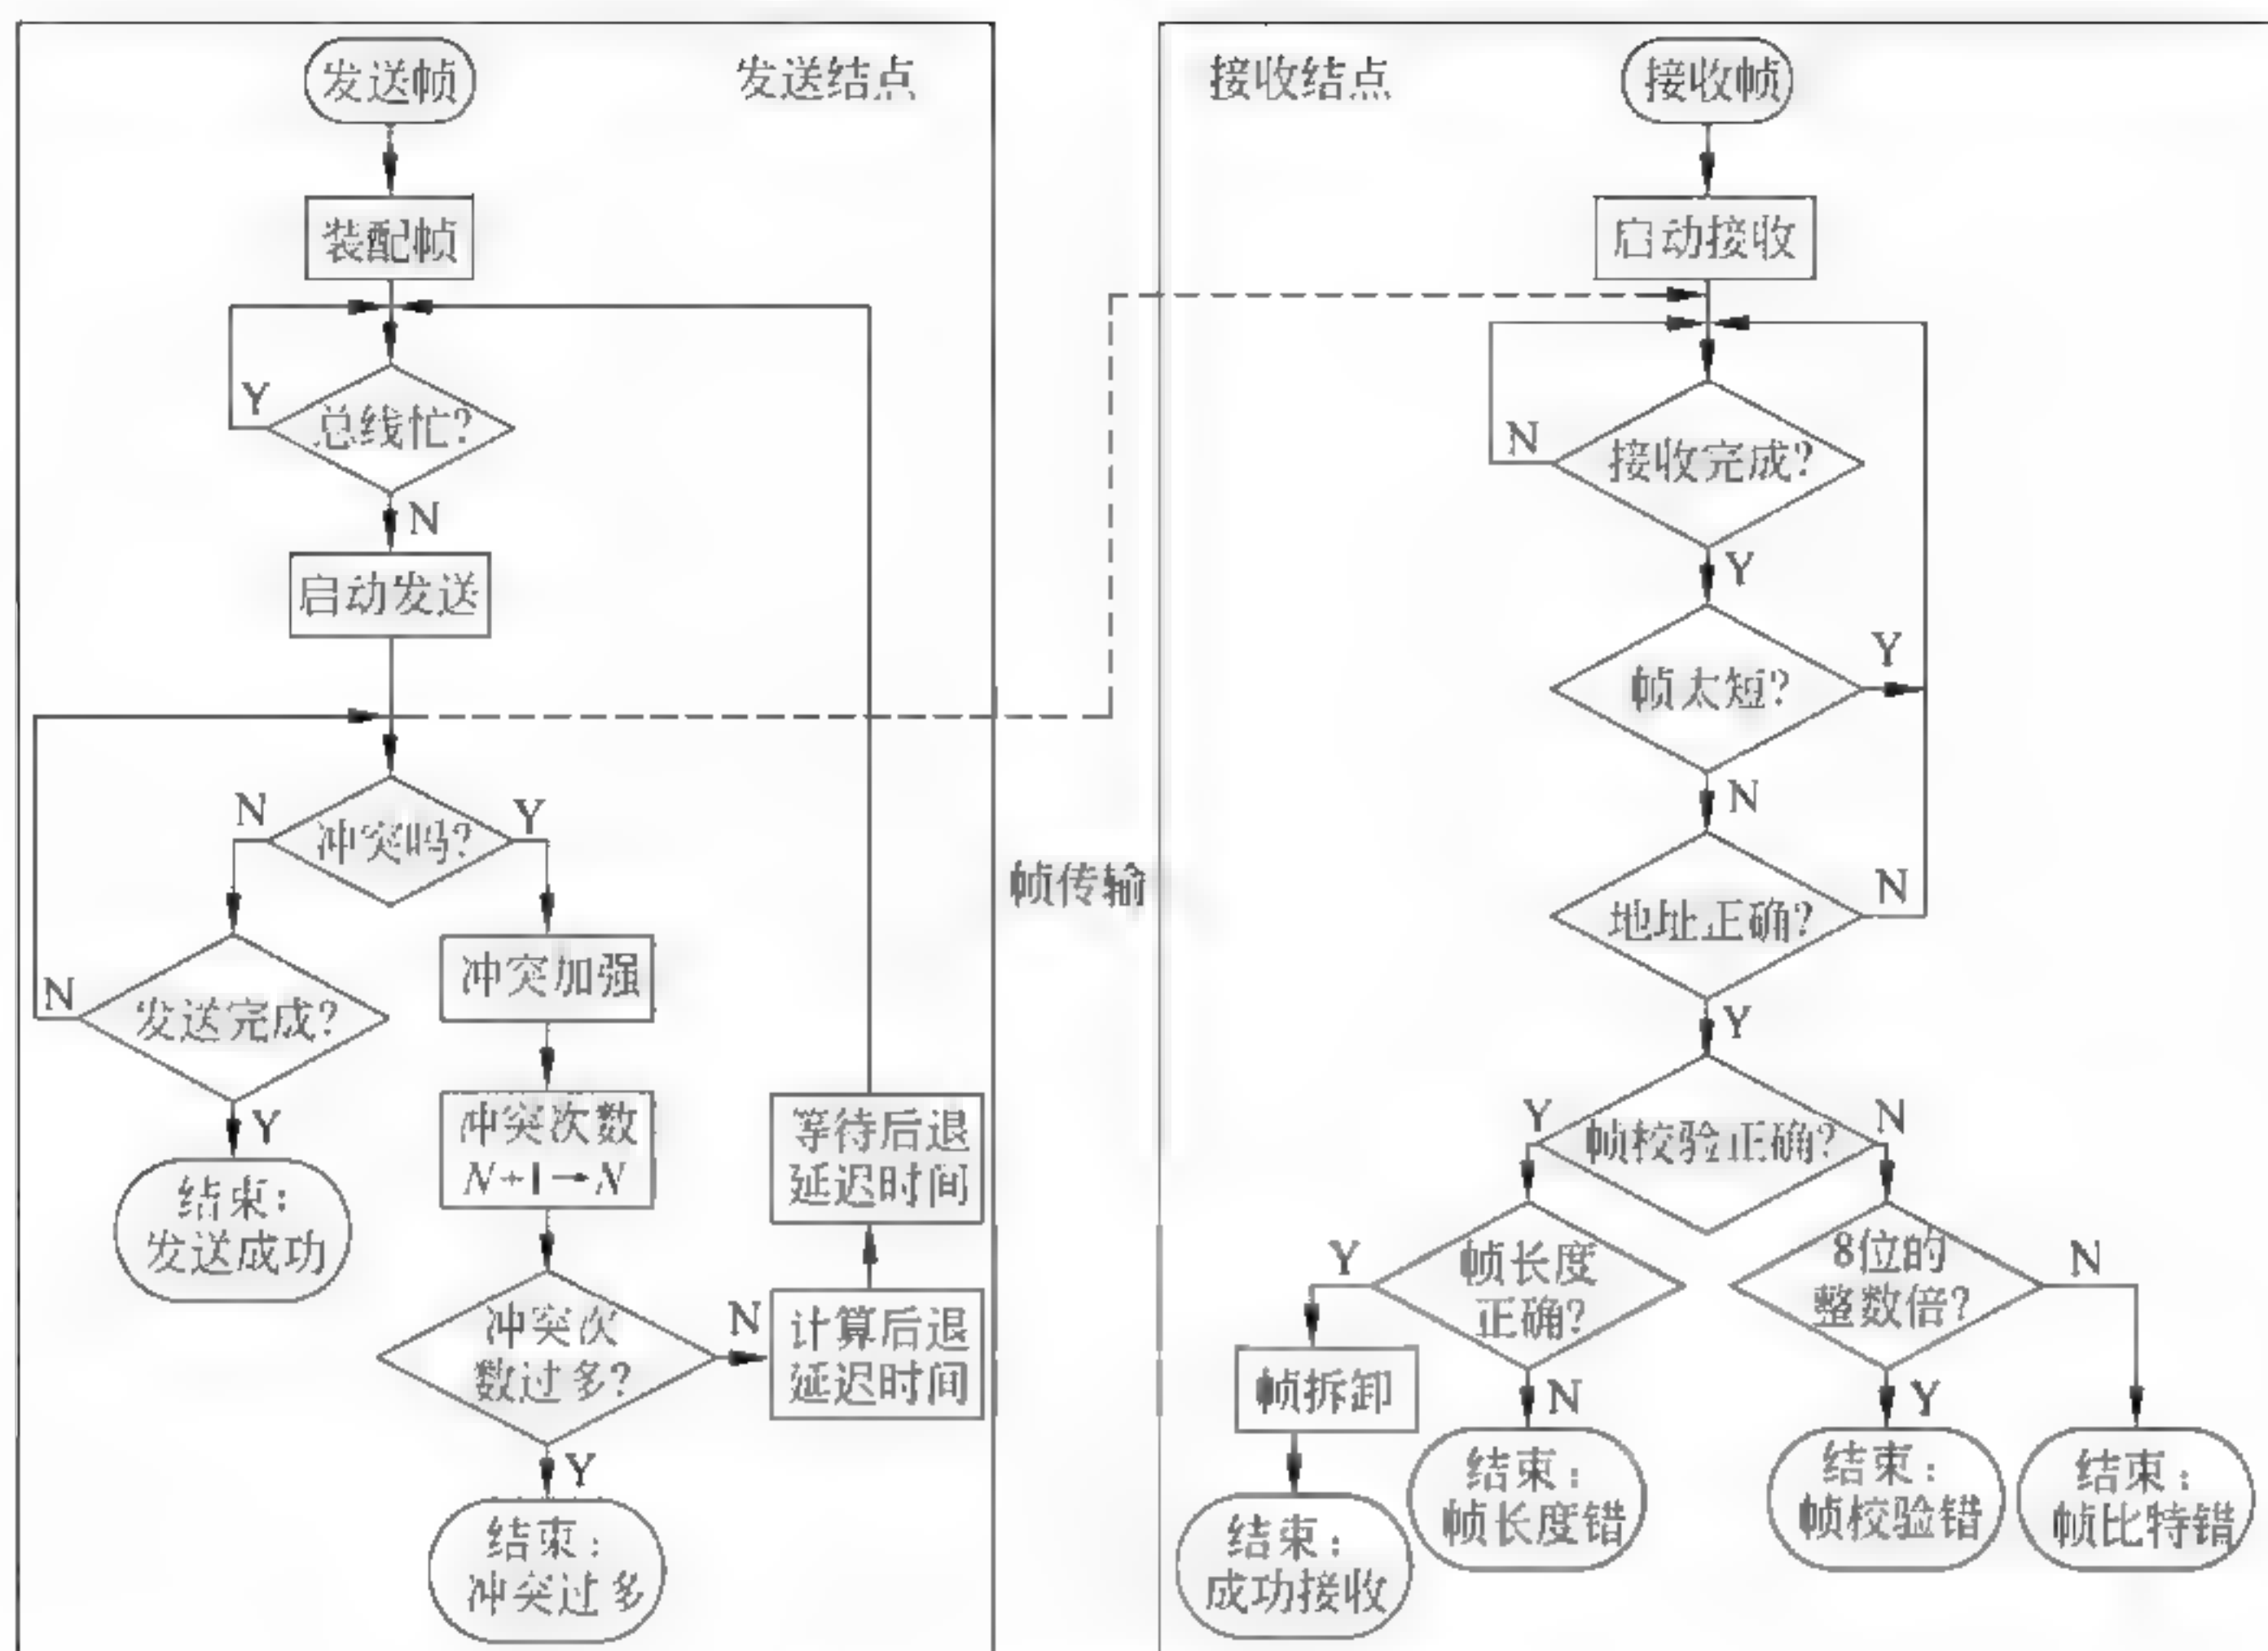 发送帧
发送结点
装配帧
Y
总线忙?
N
启动发送
N
Y
冲突吗?
N
发送完成?
冲突加强
Y
冲突次数
N+1→N
等待后退
延迟时间
结束:
发送成功
冲突次
数过多?
N
计算后退
延迟时间
Y
结束:
冲突过多
帧传输
接收结点
接收帧
启动接收
N
接收完成?
Y
帧太短?
Y
N
地址正确?
N
Y
Y
帧校验正确?
N
Y
帧长度
正确?
8位的
整数倍?
N
帧拆卸
N
Y
结束:
成功接收
结束:
帧长度错
结束:
帧校验错
结束:
帧比特错